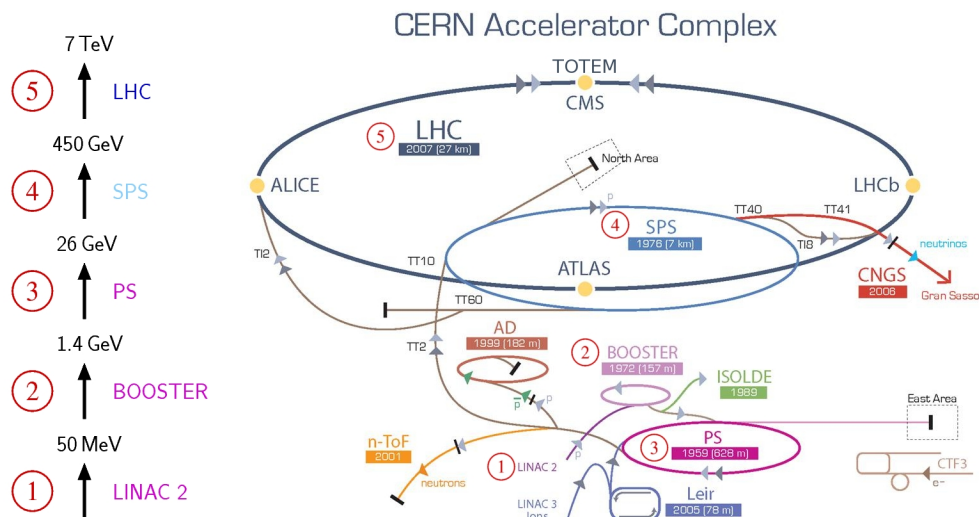 CERN Accelerator Complex
7 TeV
5
LHC
450 GeV
4
SPS
26 GeV
3
PS
1.4 GeV
2
BOOSTER
50 MeV
1
LINAC 2
TOTEM
CMS
5
LHC
2007 (27 km)
North Area
ALICE
LHCb
p
TT40
TT41
4
SPS
1976 (7 km)
TI2
TT10
TI8
neutrinos
ATLAS
CNGS
2006
Gran Sasso
TT60
AD
1999 (182 m)
TT2
2
BOOSTER
1972 (157 m)
ISOLDE
1989
p
p
East Area
n-ToF
2001
3
PS
1959 (628 m)
1
LINAC 2
p
neutrons
CTF3
e-
LINAC 3
Ions
Leir
2005 (78 m)